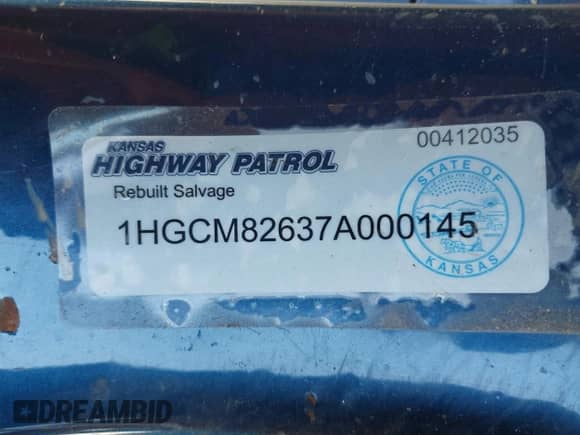 KANSAS
HIGHWAY PATROL
00412035
Rebuilt Salvage
1HGCM82637A000145
STATE OF
KANSAS
DREAMBID